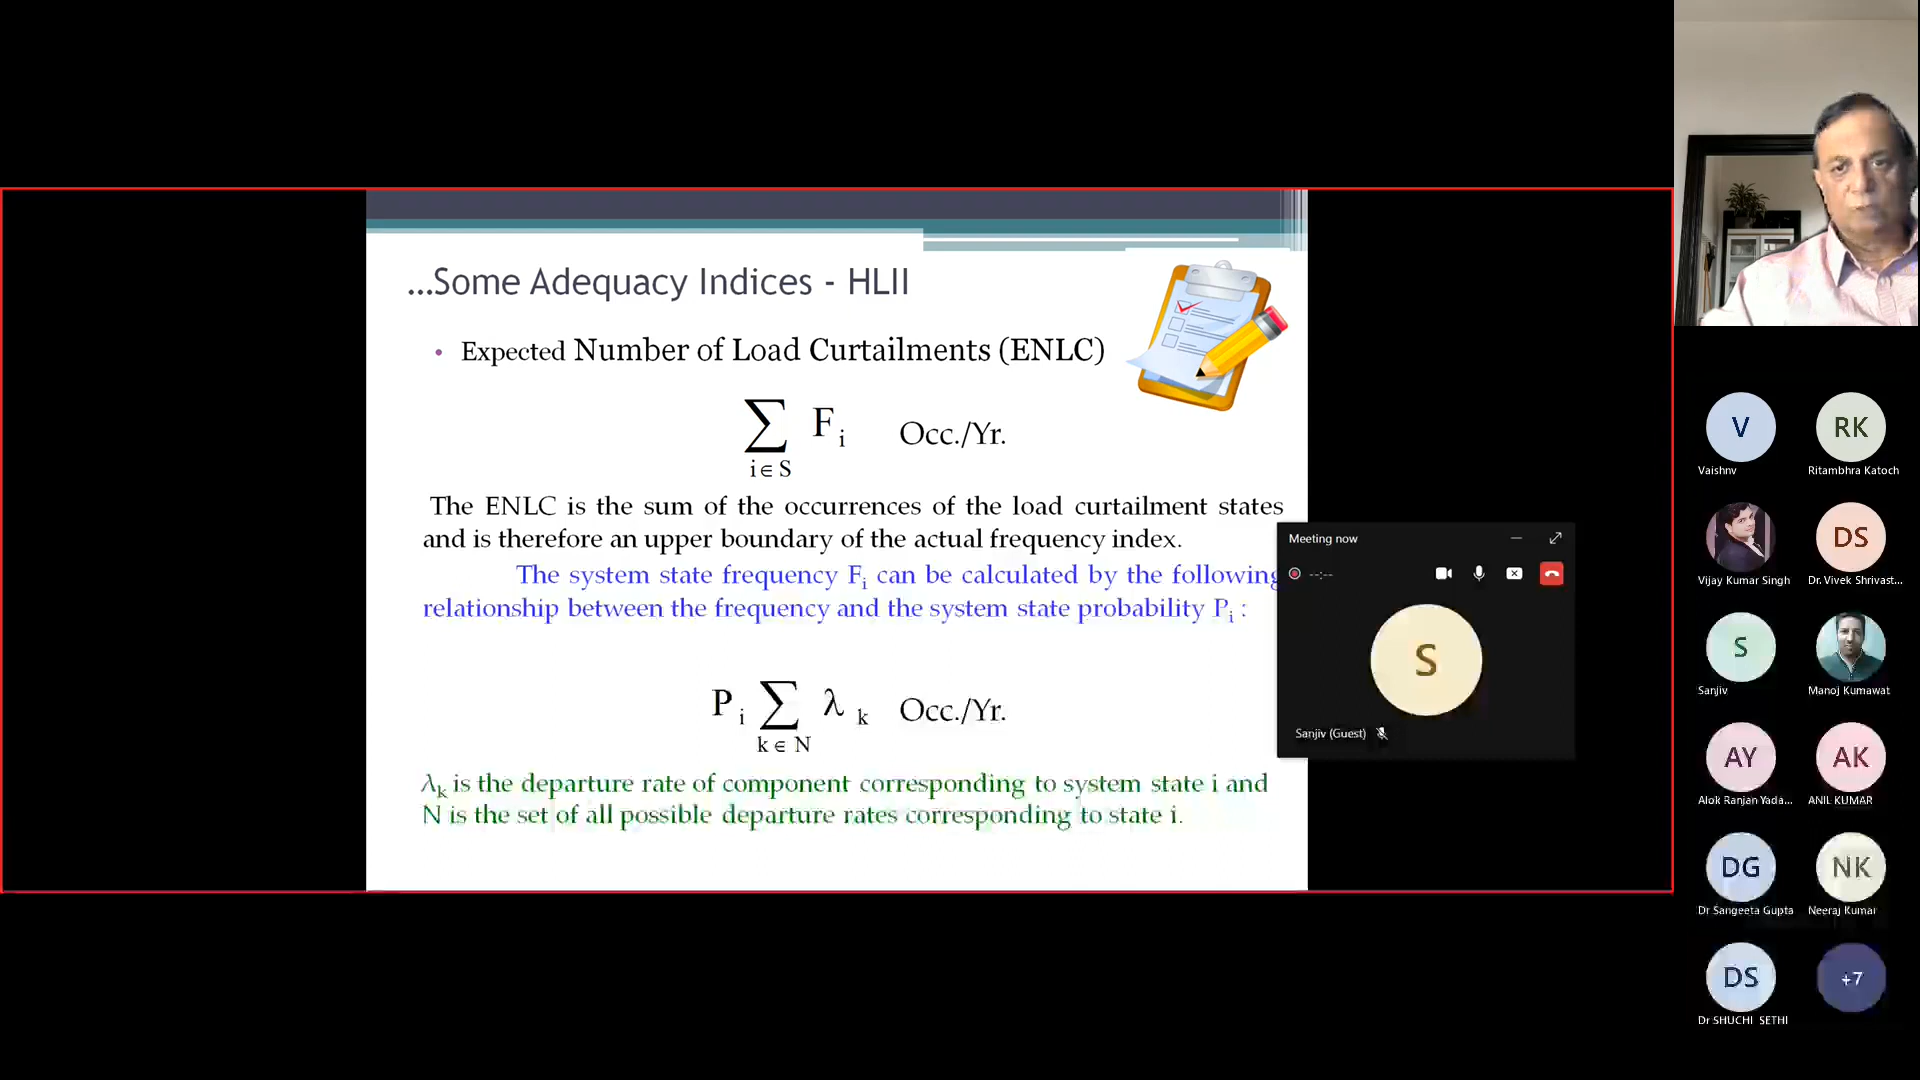 ...Some Adequacy Indices - HLII
• Expected Number of Load Curtailments (ENLC)
∑ F i Occ./Yr.
i ∈ S
The ENLC is the sum of the occurrences of the load curtailment states
and is therefore an upper boundary of the actual frequency index.
The system state frequency Fi can be calculated by the following
relationship between the frequency and the system state probability Pi :
P i ∑ λ k Occ./Yr.
k ∈ N
λk is the departure rate of component corresponding to system state i and
N is the set of all possible departure rates corresponding to state i.
Meeting now
--:--
S
Sanjiv (Guest)
V RK
Vaishnv Ritambhra Katoch
DS
Vijay Kumar Singh Dr. Vivek Shrivast...
S
Sanjiv Manoj Kumawat
AY AK
Alok Ranjan Yada... ANIL KUMAR
DG NK
Dr Sangeeta Gupta Neeraj Kumar
DS +7
Dr SHUCHI SETHI